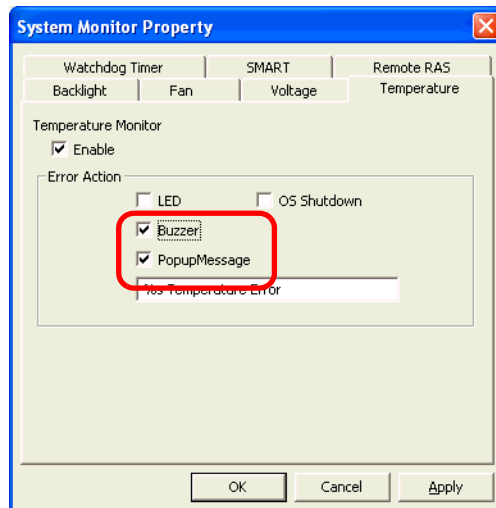 System Monitor Property
Watchdog Timer SMART Remote RAS
Backlight Fan Voltage Temperature
Temperature Monitor
Enable
Error Action
LED OS Shutdown
Buzzer
PopupMessage
%s Temperature Error
OK Cancel Apply